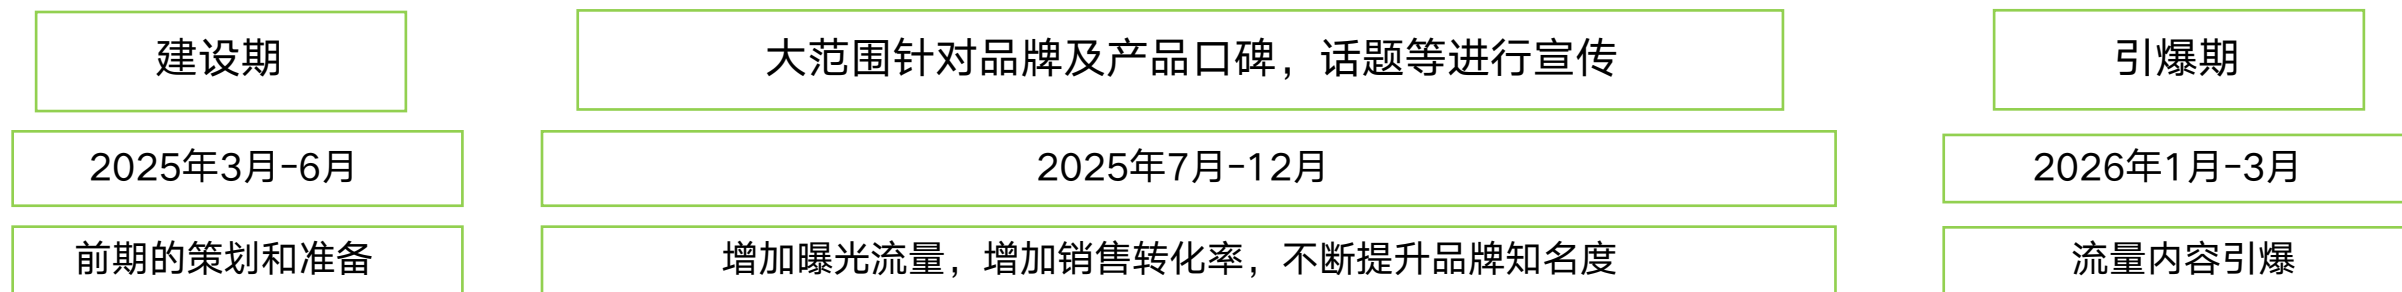 建设期
大范围针对品牌及产品口碑，话题等进行宣传
引爆期
2025年3月-6月
2025年7月-12月
2026年1月-3月
前期的策划和准备
增加曝光流量，增加销售转化率，不断提升品牌知名度
流量内容引爆